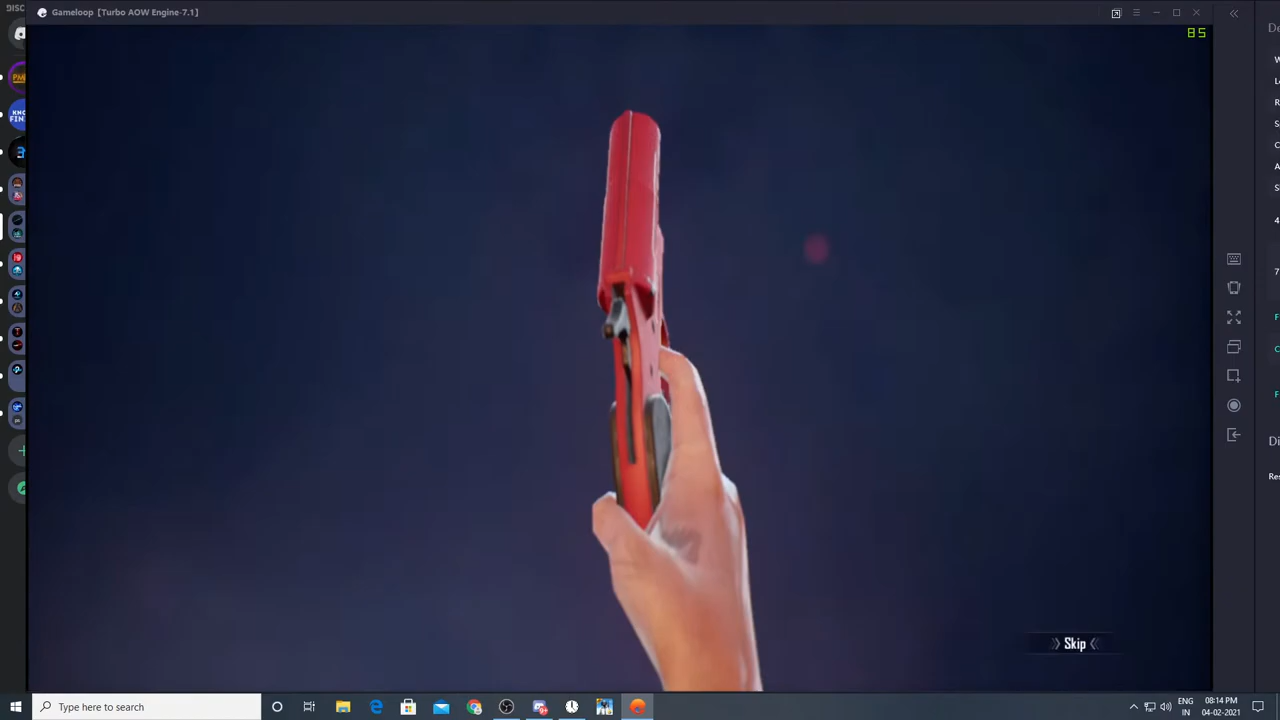 DISC
Gameloop [Turbo AOW Engine-7.1]
85
Skip
Type here to search
ENG
IN
08:14 PM
04-02-2021